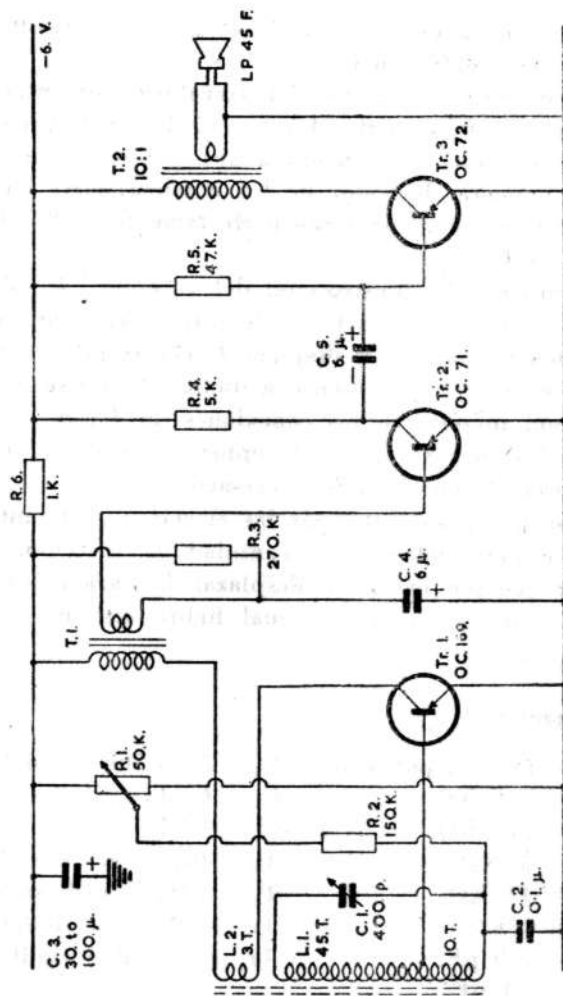 C. 3.
30. to
100. μ.
R. 1.
50. K.
T. 1.
R. 6.
1. K.
R. 3.
270. K.
R. 4.
5. K.
R. 5.
47. K.
T. 2.
10:1
–6. V.
LP 45 F.
L. 2.
3. T.
L. 1.
45. T.
C. 1.
400. p.
10. T.
R. 2.
150. K.
C. 2.
0·1. μ.
Tr. 1.
OC. 169.
C. 4.
6. μ.
+
Tr. 2.
OC. 71.
– +
C. 5.
6. μ.
Tr. 3
OC. 72.